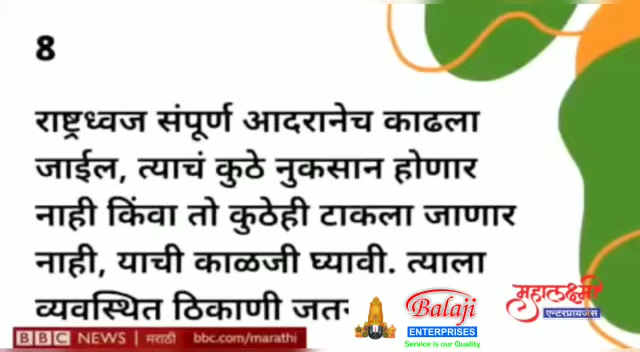 8
राष्ट्रध्वज संपूर्ण आदरानेच काढला
जाईल, त्याचं कुठे नुकसान होणार
नाही किंवा तो कुठेही टाकला जाणार
नाही, याची काळजी घ्यावी. त्याला
व्यवस्थित ठिकाणी
Balaji
ENTERPRISES
Service is our Quality
महालक्ष्मी
एन्टरप्रायजेस
BBC NEWS | मराठी bbc.com/marathi